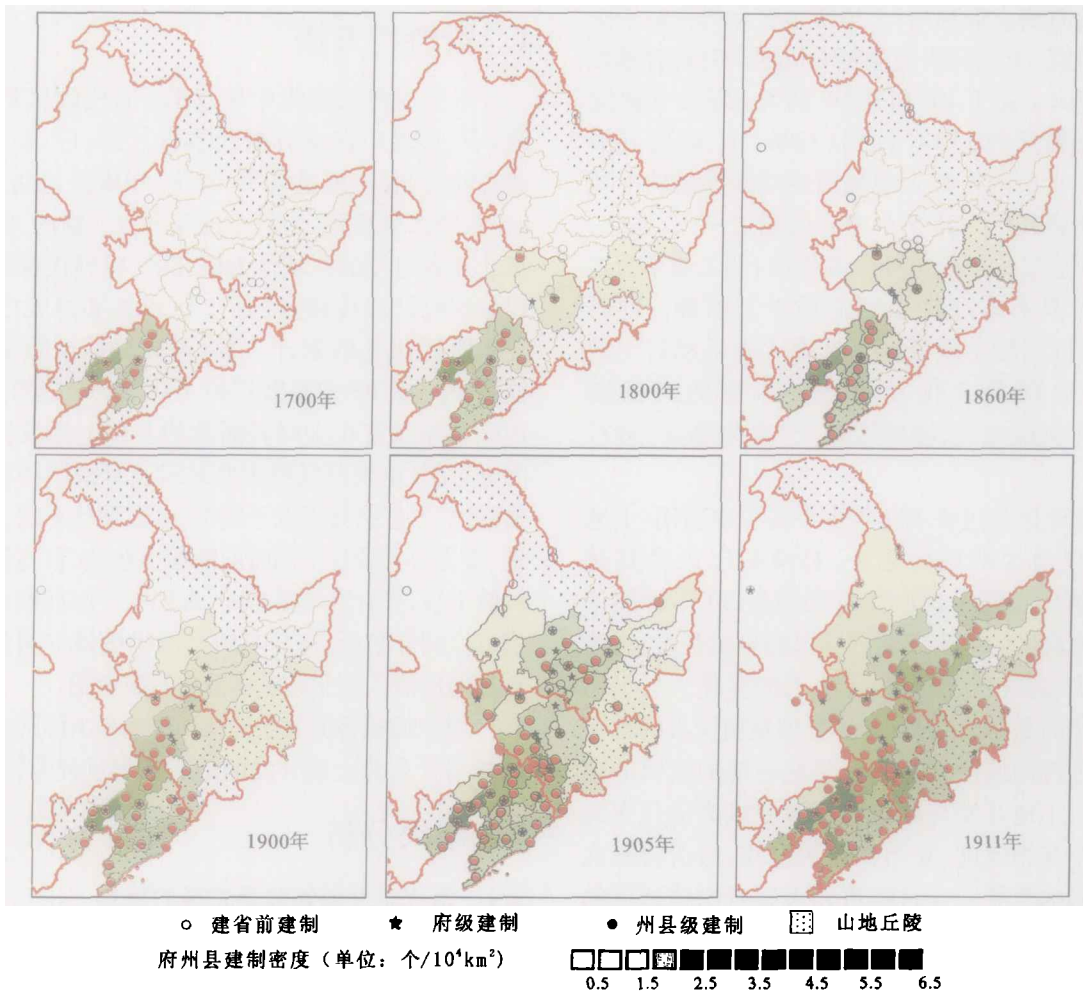 1700年
1800年
1860年
1900年
1905年
1911年
建省前建制 府级建制 州县级建制 山地丘陵
府州县建制密度（单位：个/10⁴km²）
0.5 1.5 2.5 3.5 4.5 5.5 6.5